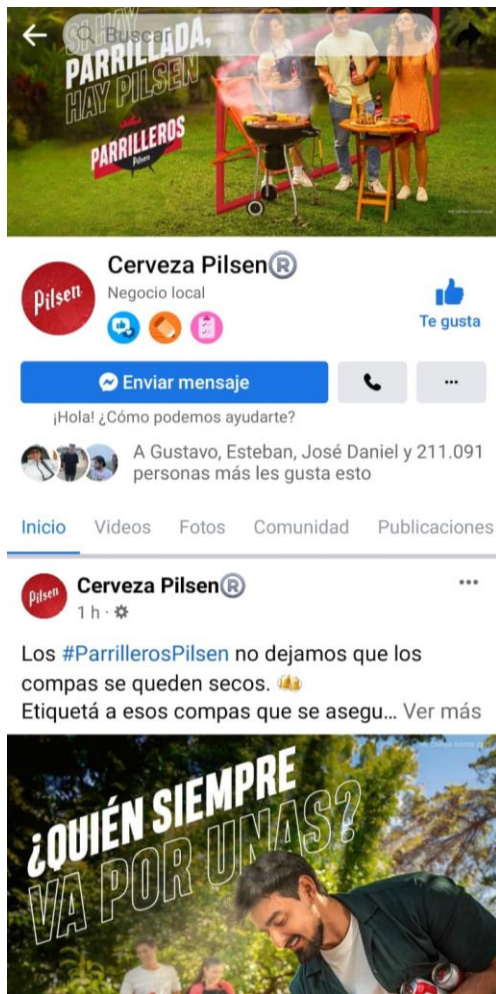 SI HAY
Buscar
PARRILLADA,
HAY PILSEN
PARRILLEROS
Pilsen
Cerveza Pilsen®
Pilsen
Negocio local
Te gusta
Enviar mensaje
...
¡Hola! ¿Cómo podemos ayudarte?
A Gustavo, Esteban, José Daniel y 211.091
personas más les gusta esto
Inicio Videos Fotos Comunidad Publicaciones
Pilsen
Cerveza Pilsen®
...
1 h ·
Los #ParrillerosPilsen no dejamos que los
compas se queden secos. 🍻
Etiquetá a esos compas que se asegu... Ver más
¿QUIÉN SIEMPRE
VA POR UNAS?